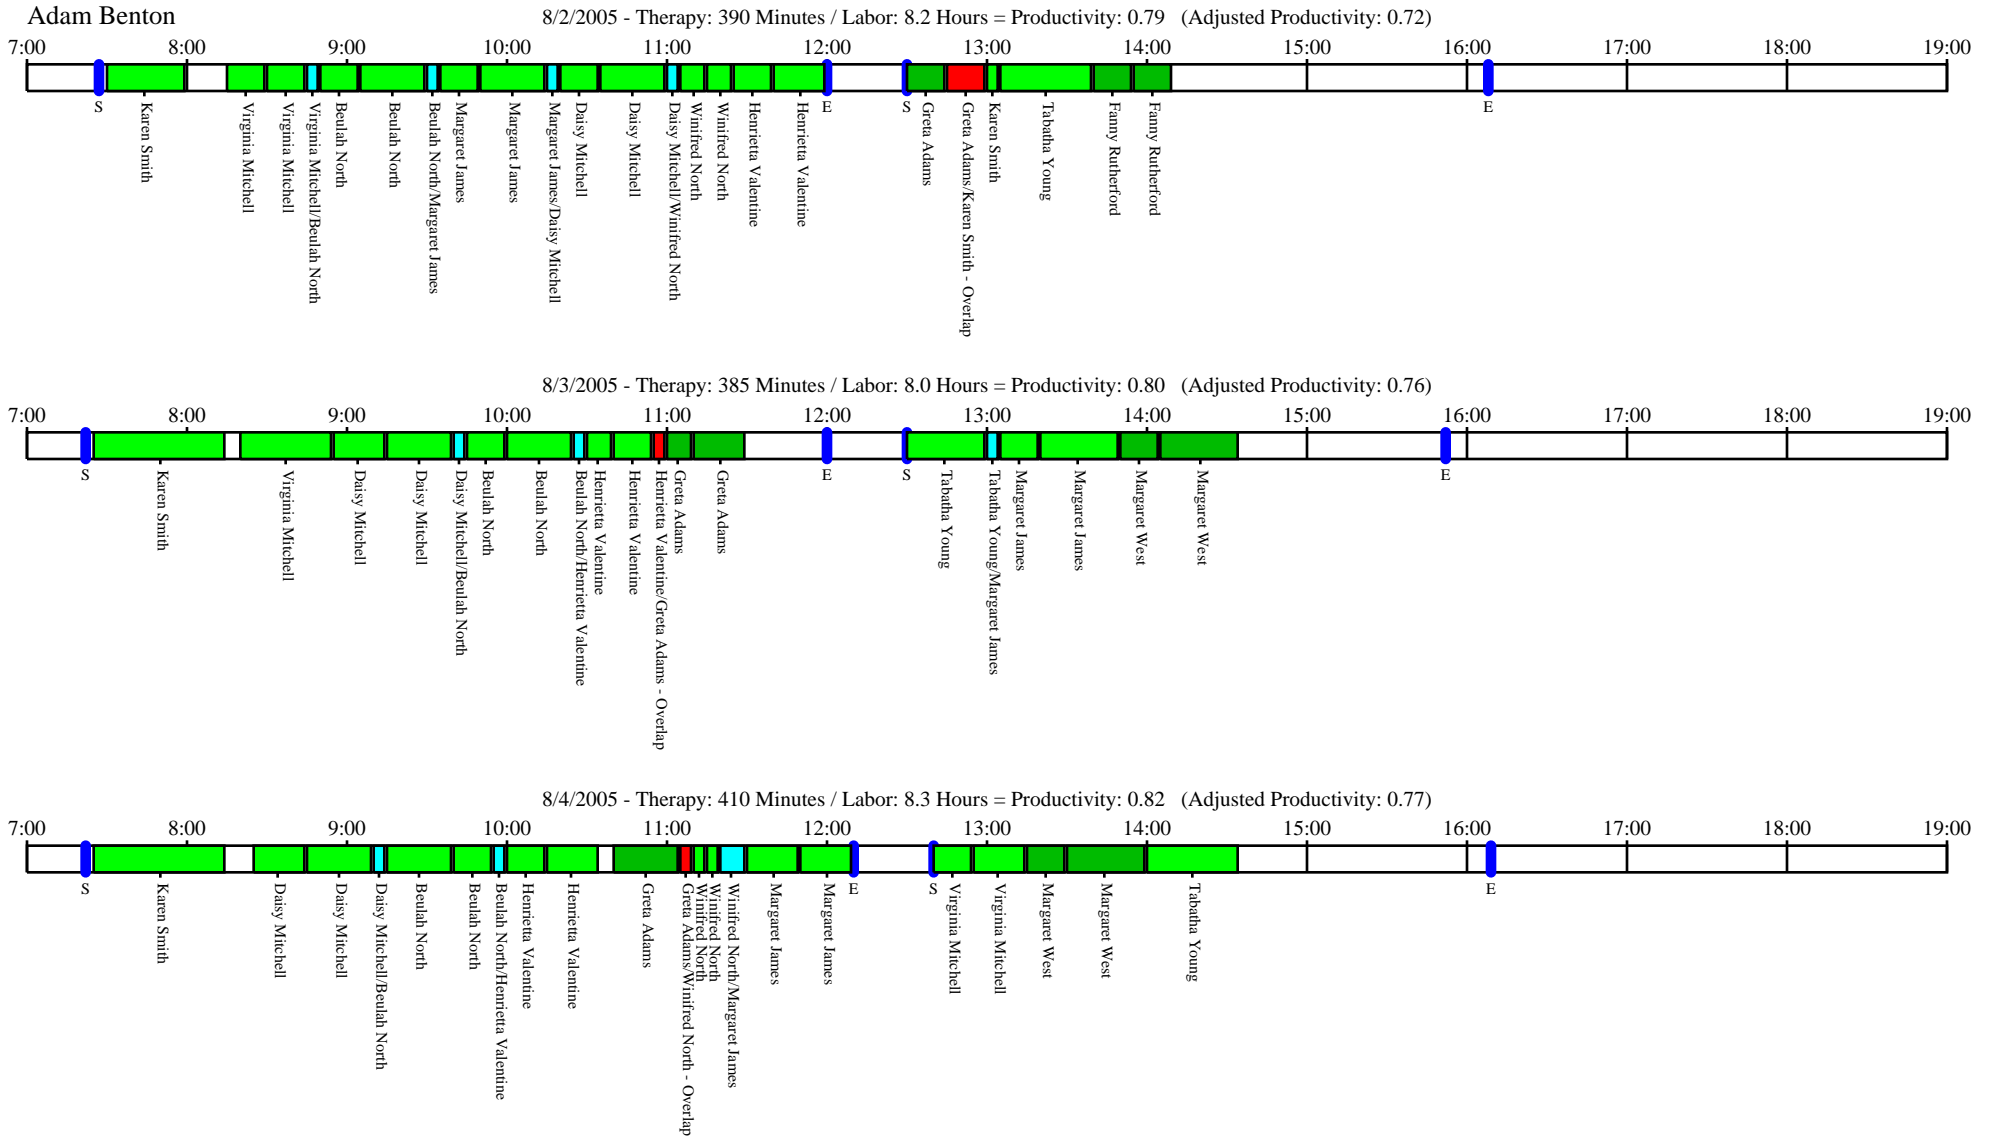 Adam Benton
8/2/2005 - Therapy: 390 Minutes / Labor: 8.2 Hours = Productivity: 0.79 (Adjusted Productivity: 0.72)
7:00 8:00 9:00 10:00 11:00 12:00 13:00 14:00 15:00 16:00 17:00 18:00 19:00
S
Karen Smith
Virginia Mitchell
Virginia Mitchell
Virginia Mitchell/Beulah North
Beulah North
Beulah North
Beulah North/Margaret James
Margaret James
Margaret James
Margaret James/Daisy Mitchell
Daisy Mitchell
Daisy Mitchell
Daisy Mitchell/Winifred North
Winifred North
Winifred North
Henrietta Valentine
Henrietta Valentine
E
S
Greta Adams
Greta Adams/Karen Smith - Overlap
Karen Smith
Tabatha Young
Fanny Rutherford
Fanny Rutherford
E
8/3/2005 - Therapy: 385 Minutes / Labor: 8.0 Hours = Productivity: 0.80 (Adjusted Productivity: 0.76)
7:00 8:00 9:00 10:00 11:00 12:00 13:00 14:00 15:00 16:00 17:00 18:00 19:00
S
Karen Smith
Virginia Mitchell
Daisy Mitchell
Daisy Mitchell
Daisy Mitchell/Beulah North
Beulah North
Beulah North
Beulah North/Henrietta Valentine
Henrietta Valentine
Henrietta Valentine
Henrietta Valentine/Greta Adams - Overlap
Greta Adams
Greta Adams
E
S
Tabatha Young
Tabatha Young/Margaret James
Margaret James
Margaret James
Margaret West
Margaret West
E
8/4/2005 - Therapy: 410 Minutes / Labor: 8.3 Hours = Productivity: 0.82 (Adjusted Productivity: 0.77)
7:00 8:00 9:00 10:00 11:00 12:00 13:00 14:00 15:00 16:00 17:00 18:00 19:00
S
Karen Smith
Daisy Mitchell
Daisy Mitchell
Daisy Mitchell/Beulah North
Beulah North
Beulah North
Beulah North/Henrietta Valentine
Henrietta Valentine
Henrietta Valentine
Greta Adams
Greta Adams/Winifred North - Overlap
Winifred North
Winifred North
Winifred North/Margaret James
Margaret James
Margaret James
E
S
Virginia Mitchell
Virginia Mitchell
Margaret West
Margaret West
Tabatha Young
E